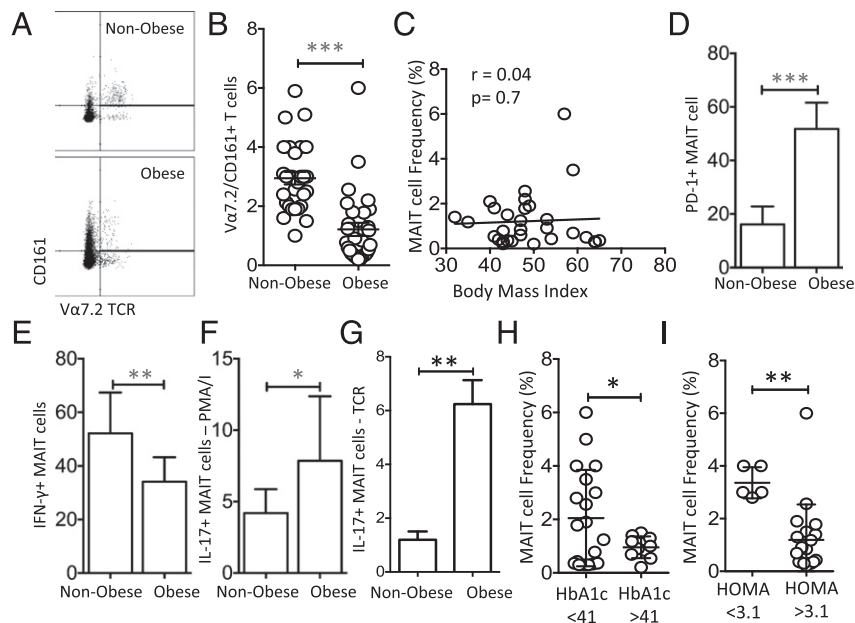 A
Non-Obese
Obese
CD161
Vα7.2 TCR
B
***
Vα7.2/CD161+ T cells
8
6
4
2
0
Non-Obese Obese
C
r = 0.04
p= 0.7
MAIT cell Frequency (%)
8
6
4
2
0
30 40 50 60 70 80
Body Mass Index
D
***
PD-1+ MAIT cell
80
60
40
20
0
Non-Obese Obese
E
**
IFN-γ+ MAIT cells
80
60
40
20
0
Non-Obese Obese
F
*
IL-17+ MAIT cells – PMA/I
15
10
5
0
Non-Obese Obese
G
**
IL-17+ MAIT cells - TCR
8
6
4
2
0
Non-Obese Obese
H
*
MAIT cell Frequency (%)
8
6
4
2
0
HbA1c HbA1c
<41 >41
I
**
MAIT cell Frequency (%)
8
6
4
2
0
HOMA HOMA
<3.1 >3.1